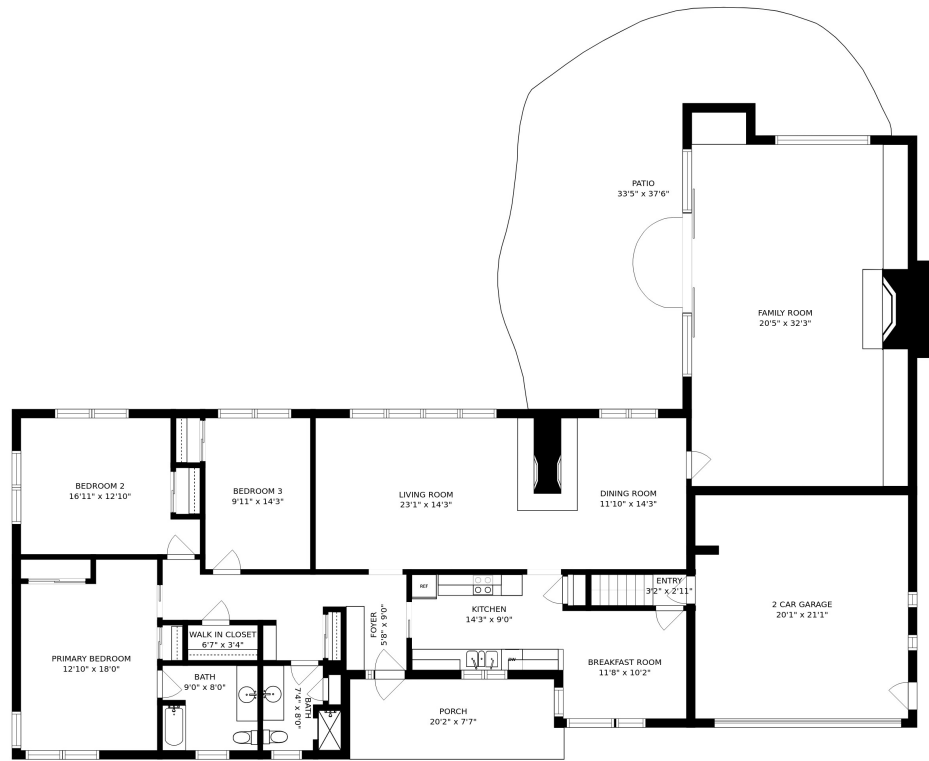 PATIO
33'5" x 37'6"
FAMILY ROOM
20'5" x 32'3"
BEDROOM 2
16'11" x 12'10"
BEDROOM 3
9'11" x 14'3"
LIVING ROOM
23'1" x 14'3"
DINING ROOM
11'10" x 14'3"
REF
ENTRY
3'2" x 2'11"
2 CAR GARAGE
20'1" x 21'1"
KITCHEN
14'3" x 9'0"
FOYER
5'8" x 9'0"
WALK IN CLOSET
6'7" x 3'4"
PRIMARY BEDROOM
12'10" x 18'0"
DW
BREAKFAST ROOM
11'8" x 10'2"
BATH
9'0" x 8'0"
BATH
7'4" x 8'0"
PORCH
20'2" x 7'7"